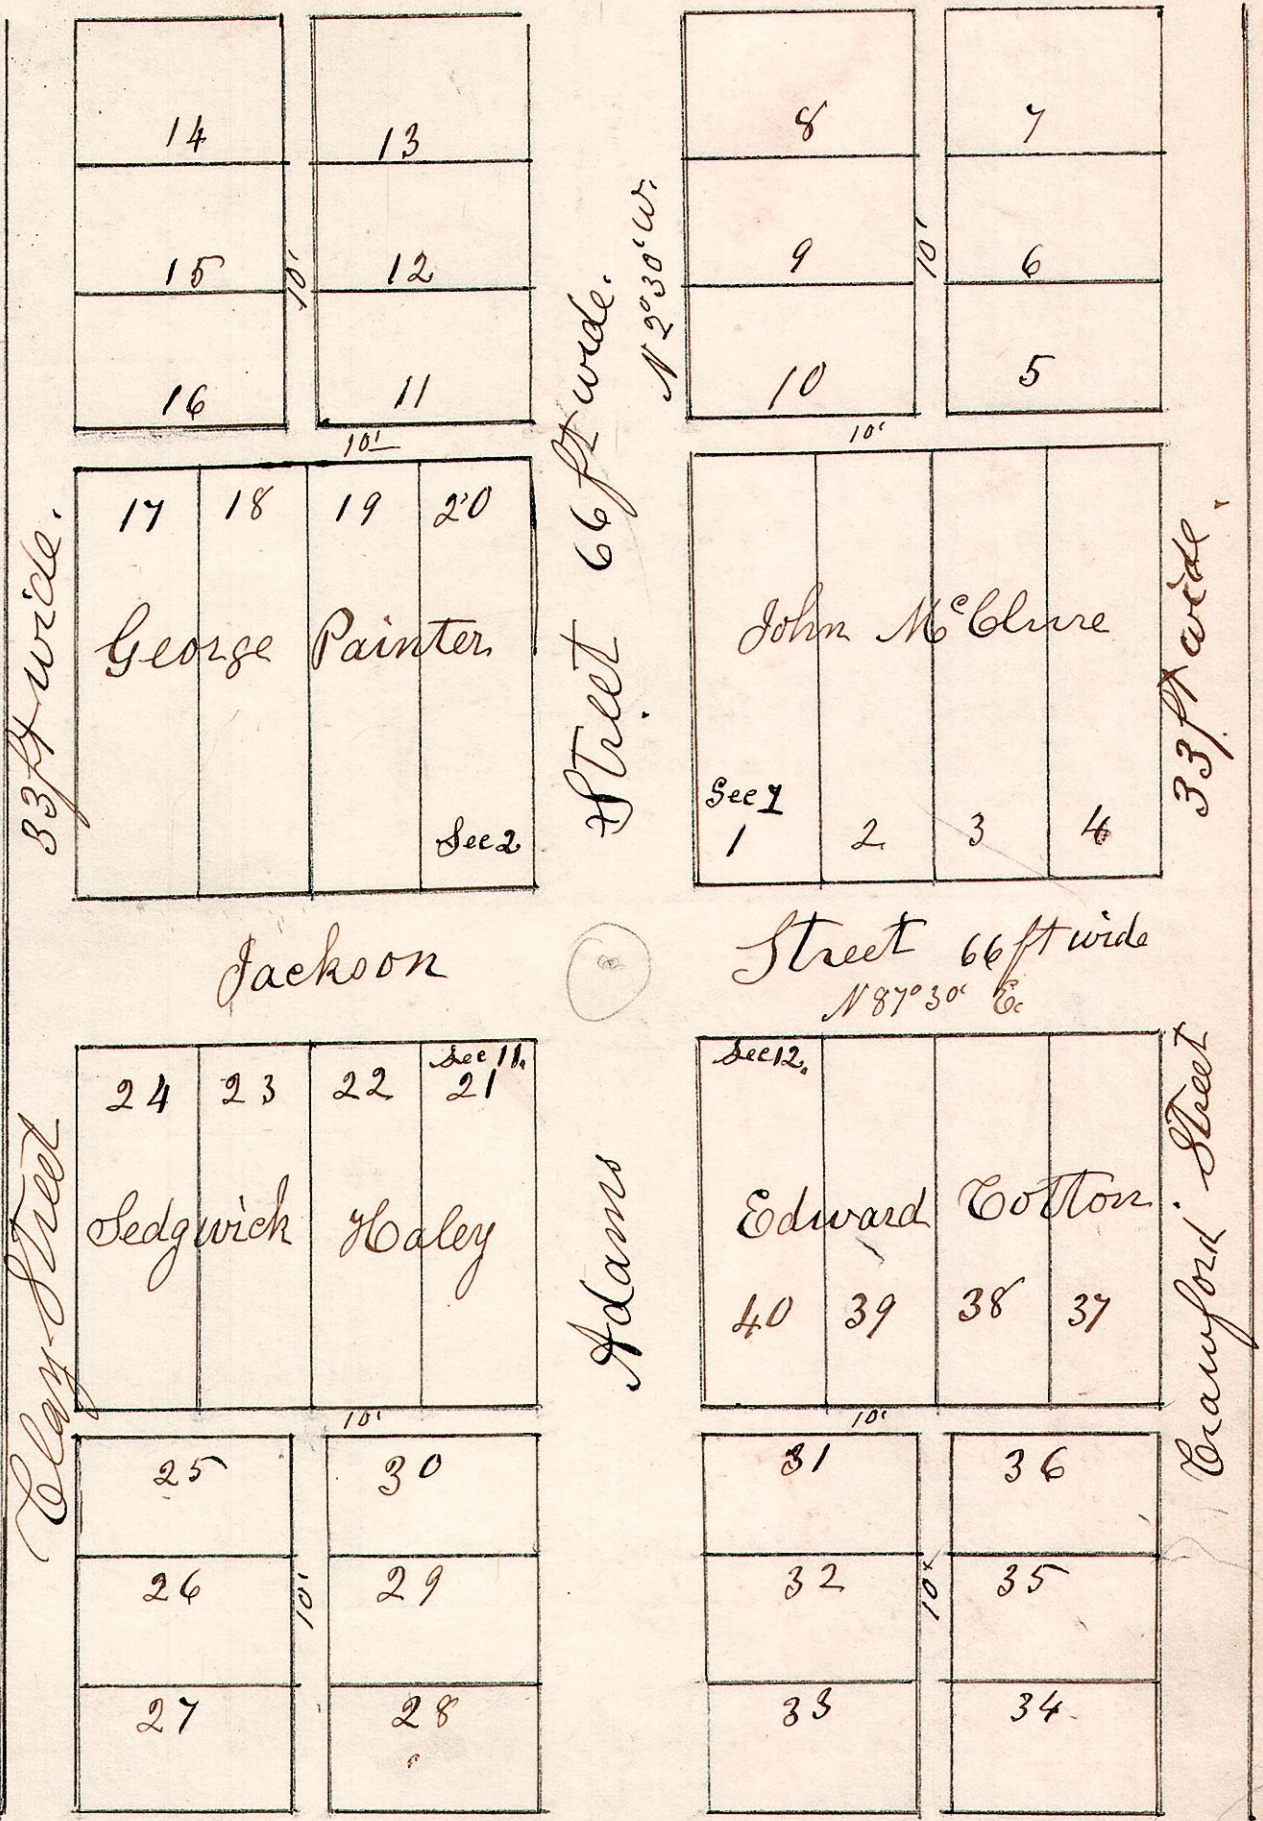 14 13 8 7
15 12 9 6
10' 10'
16 11 10 5
N 2° 30' W.
10' 10'
17 18 19 20
George Painter
John McClure
See 2
See 1
1 2 3 4
33 ft wide.
Street 66 ft wide.
33 ft wide.
Jackson Street 66 ft wide
N 87° 30' E.
See 11. See 12.
24 23 22 21
Sedgwick Haley
Edward Cotton
40 39 38 37
Clay Street
Adams
Crawford Street
10' 10'
25 30 31 36
26 29 32 35
10' 10'
27 28 33 34